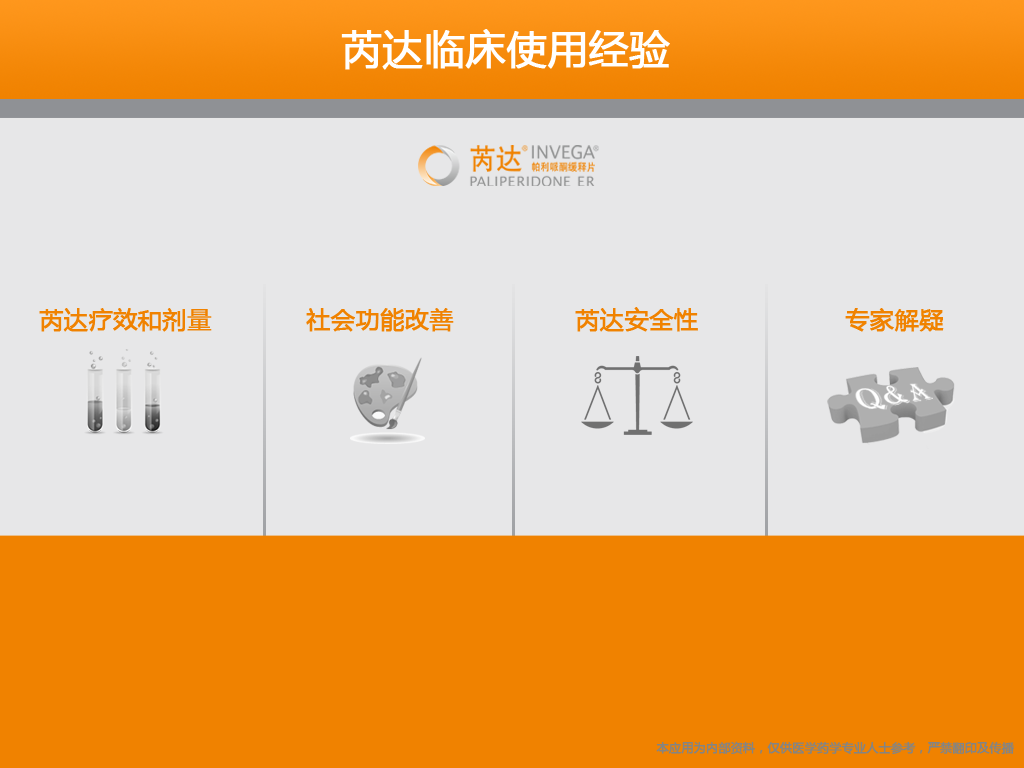 芮达临床使用经验
芮达® INVEGA®
帕利哌酮缓释片
PALIPERIDONE ER
芮达疗效和剂量
社会功能改善
芮达安全性
专家解疑
Q&A
本应用为内部资料，仅供医学药学专业人士参考，严禁翻印及传播